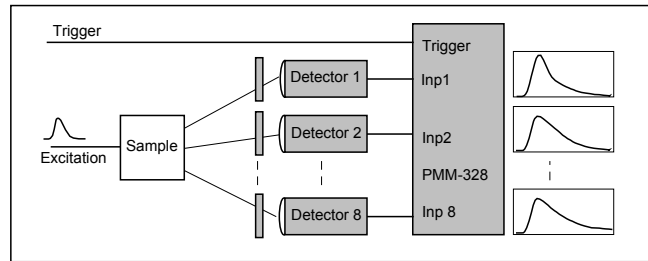 Trigger
Trigger
Detector 1
Inp1
Sample
Excitation
Detector 2
Inp2
PMM-328
Detector 8
Inp 8